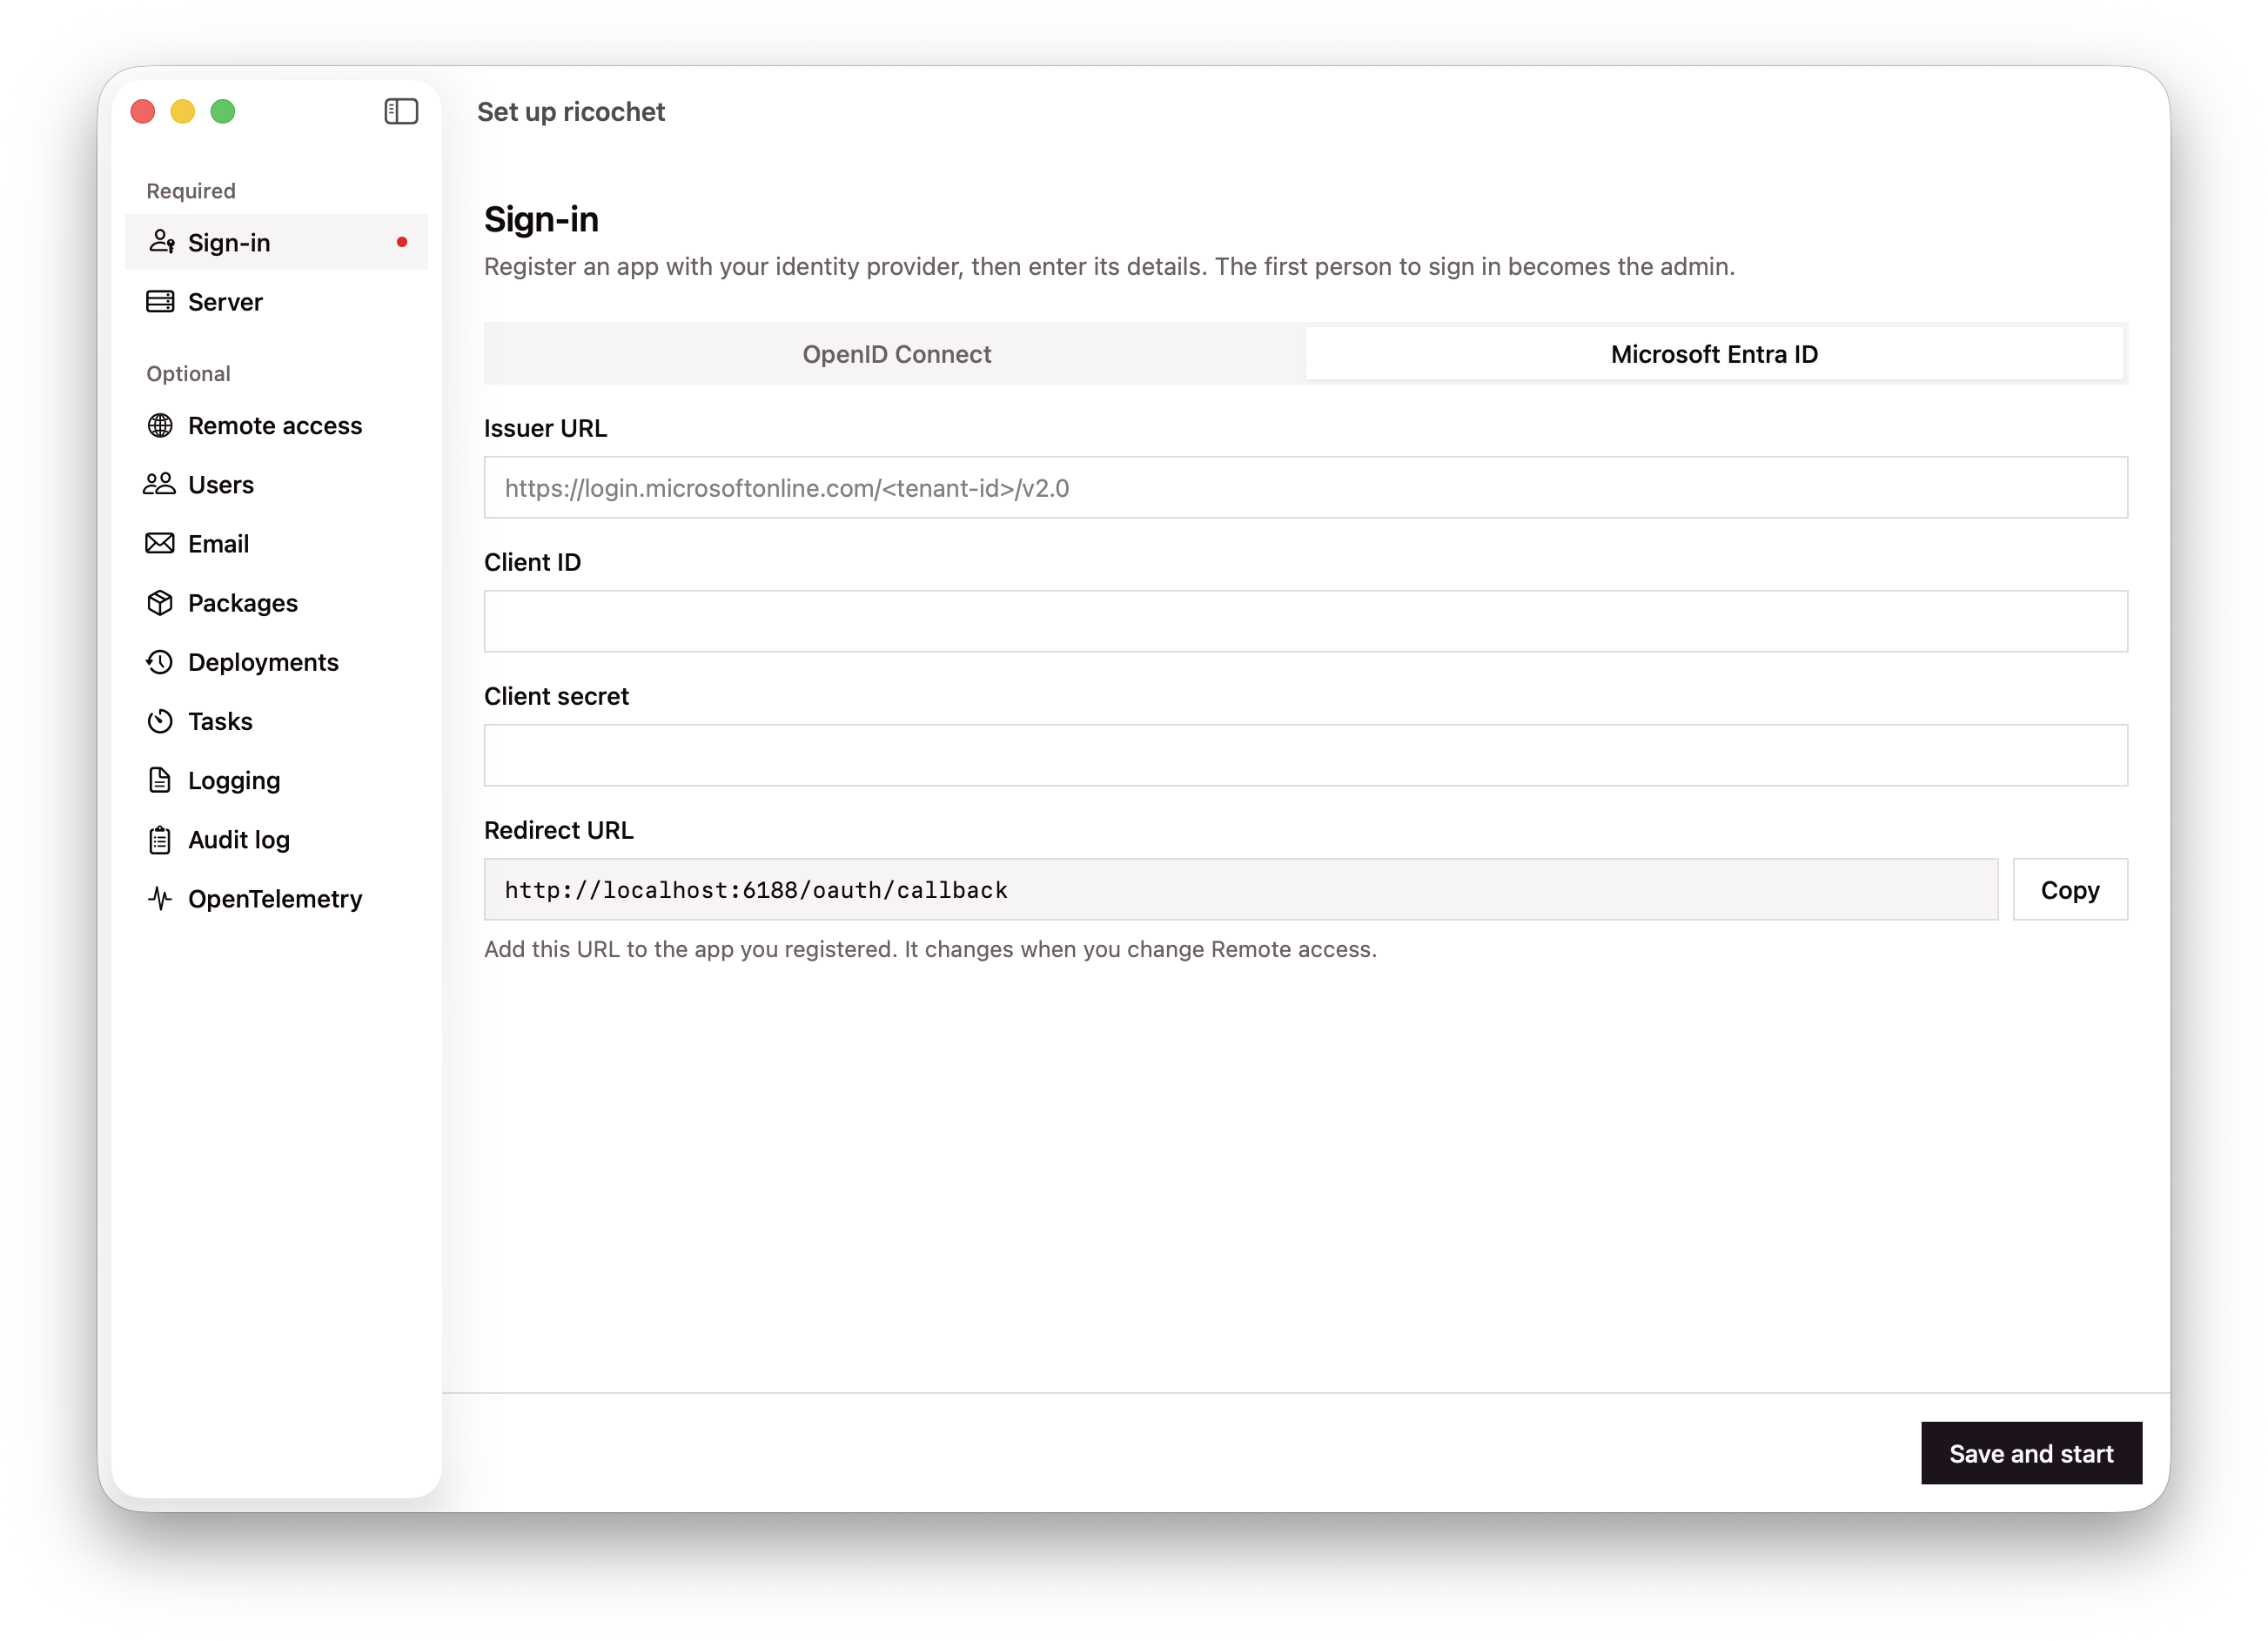 Set up ricochet
Required
Sign-in
Server
Optional
Remote access
Users
Email
Packages
Deployments
Tasks
Logging
Audit log
OpenTelemetry
Sign-in
Register an app with your identity provider, then enter its details. The first person to sign in becomes the admin.
OpenID Connect
Microsoft Entra ID
Issuer URL
https://login.microsoftonline.com/<tenant-id>/v2.0
Client ID
Client secret
Redirect URL
http://localhost:6188/oauth/callback
Copy
Add this URL to the app you registered. It changes when you change Remote access.
Save and start